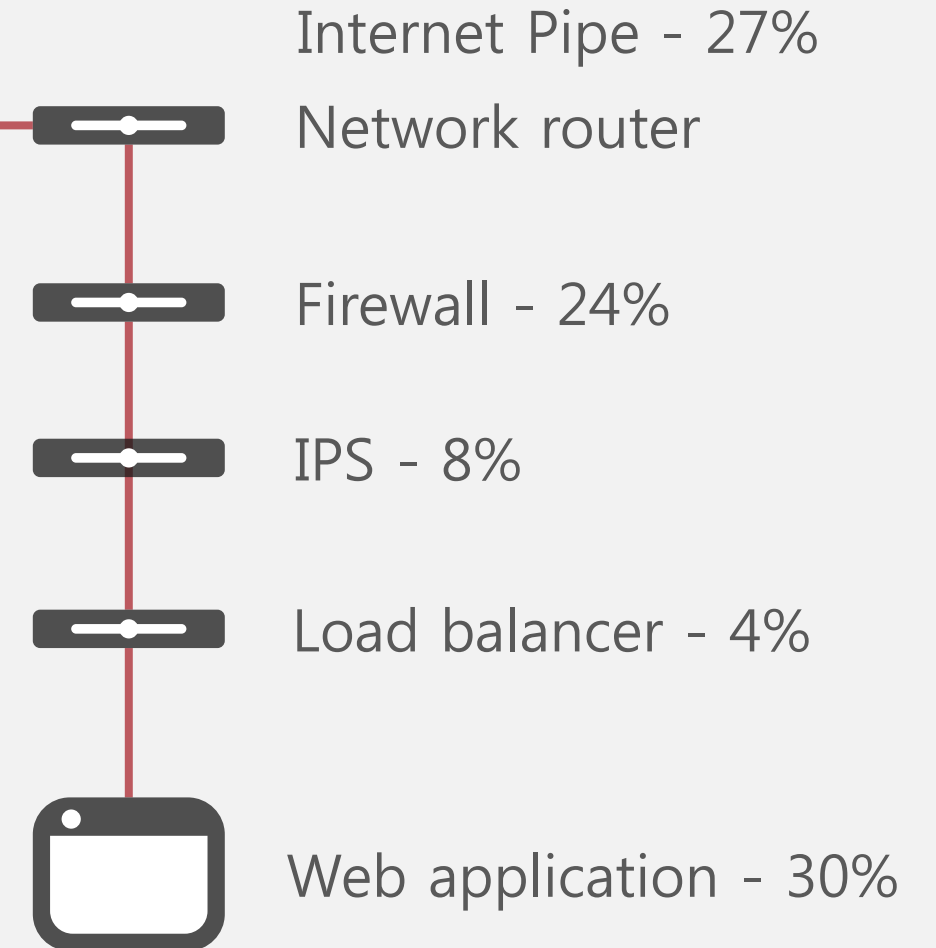 Internet Pipe - 27%
Network router
Firewall - 24%
IPS - 8%
Load balancer - 4%
Web application - 30%